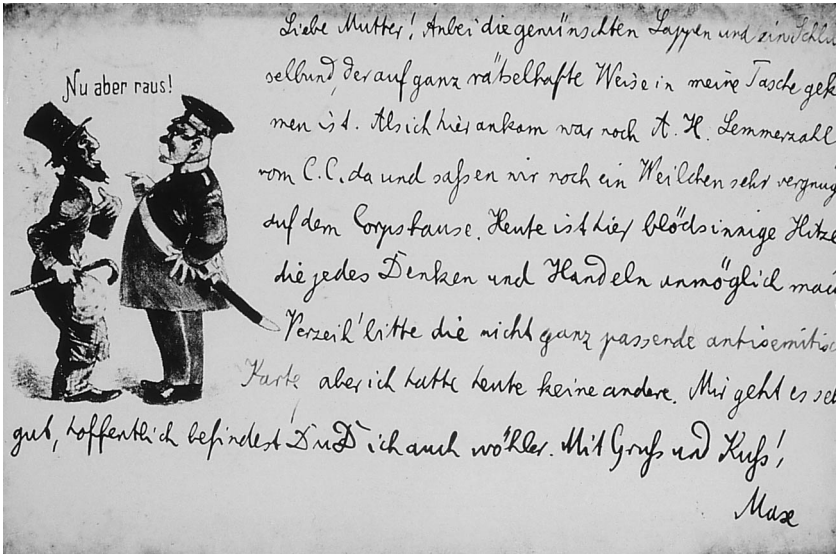 Nu aber raus!
Liebe Mutter! Anbei die gewünschten Lappen und ein Schlü
selbund, der auf ganz rätselhafte Weise in meine Tasche gek
men ist. Als ich hier ankam war noch A. H. Lemmerzahl
vom C.C. da und sassen wir noch ein Weilchen sehr vergnüg
auf dem Corpshause. Heute ist hier blödsinnige Hitze
die jedes Denken und Handeln unmöglich mac
Verzeih' bitte die nicht ganz passende antisemitisc
Karte aber ich hatte heute keine andere. Mir geht es seh
gut, hoffentlich befindest Du Dich auch wohler. Mit Gruss und Kuss!
Max